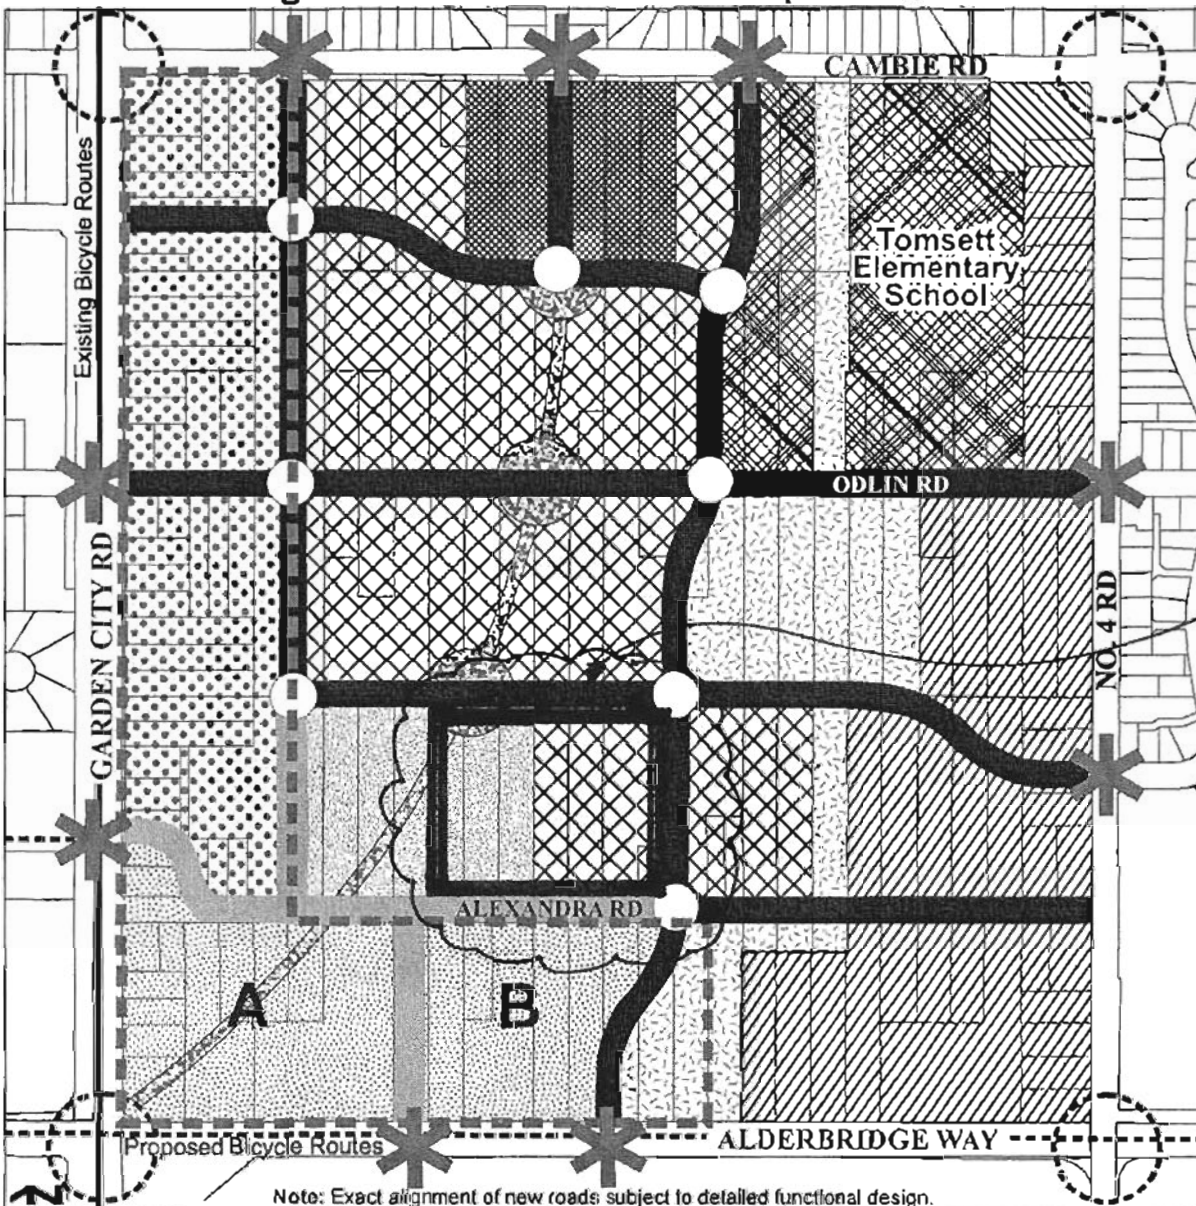 CAMBIE RD
Existing Bicycle Routes
Tomsett
Elementary
School
ODLIN RD
GARDEN CITY RD
NO. 4 RD
ALEXANDRA RD
A
B
Proposed Bicycle Routes
ALDERBRIDGE WAY
Note: Exact alignment of new roads subject to detailed functional design.